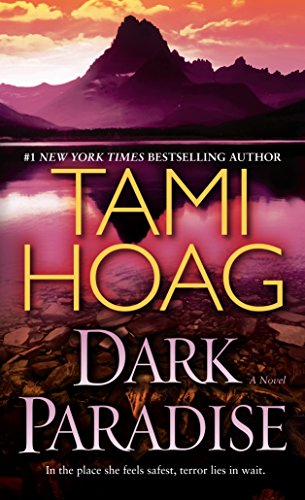 #1 NEW YORK TIMES BESTSELLING AUTHOR
TAMI
HOAG
DARK
A Novel
PARADISE
In the place she feels safest, terror lies in wait.